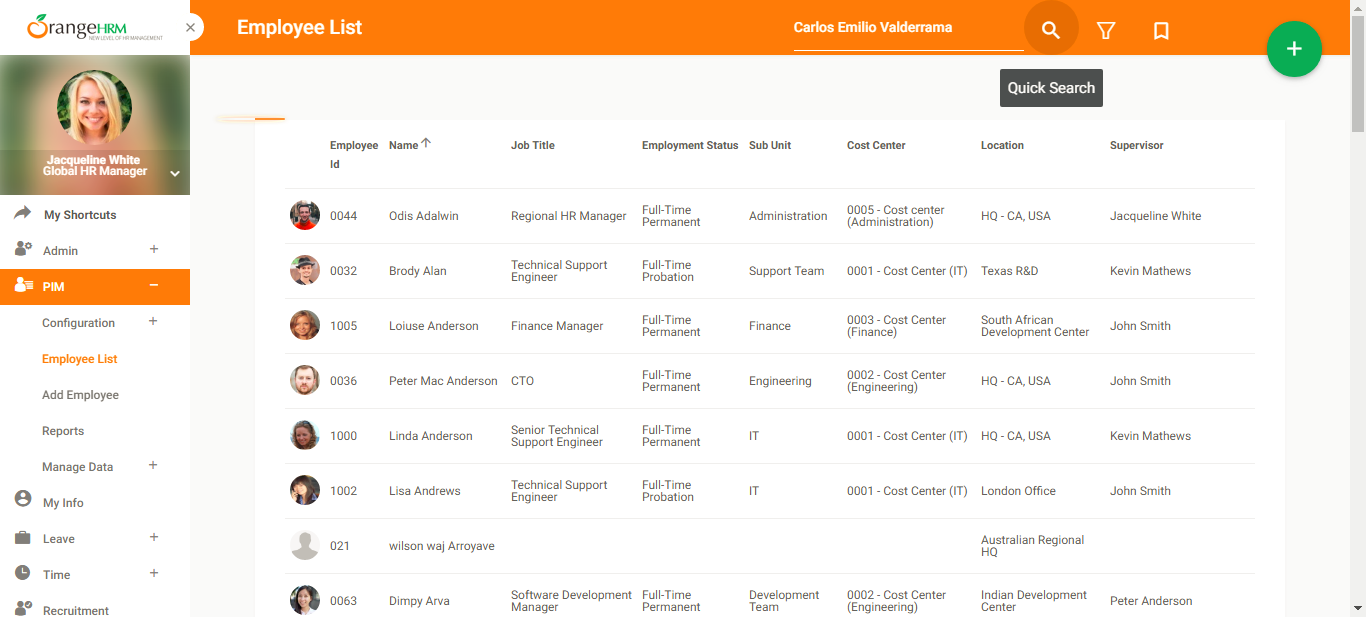 OrangeHRM
NEW LEVEL OF HR MANAGEMENT
Employee List
Carlos Emilio Valderrama
Quick Search
Jacqueline White
Global HR Manager
My Shortcuts
Admin
PIM
Configuration
Employee List
Add Employee
Reports
Manage Data
My Info
Leave
Time
Recruitment
Employee Id Name Job Title Employment Status Sub Unit Cost Center Location Supervisor
0044 Odis Adalwin Regional HR Manager Full-Time Permanent Administration 0005 - Cost center (Administration) HQ - CA, USA Jacqueline White
0032 Brody Alan Technical Support Engineer Full-Time Probation Support Team 0001 - Cost Center (IT) Texas R&D Kevin Mathews
1005 Loiuse Anderson Finance Manager Full-Time Permanent Finance 0003 - Cost Center (Finance) South African Development Center John Smith
0036 Peter Mac Anderson CTO Full-Time Permanent Engineering 0002 - Cost Center (Engineering) HQ - CA, USA John Smith
1000 Linda Anderson Senior Technical Support Engineer Full-Time Permanent IT 0001 - Cost Center (IT) HQ - CA, USA Kevin Mathews
1002 Lisa Andrews Technical Support Engineer Full-Time Probation IT 0001 - Cost Center (IT) London Office John Smith
021 wilson waj Arroyave Australian Regional HQ
0063 Dimpy Arva Software Development Manager Full-Time Permanent Development Team 0002 - Cost Center (Engineering) Indian Development Center Peter Anderson